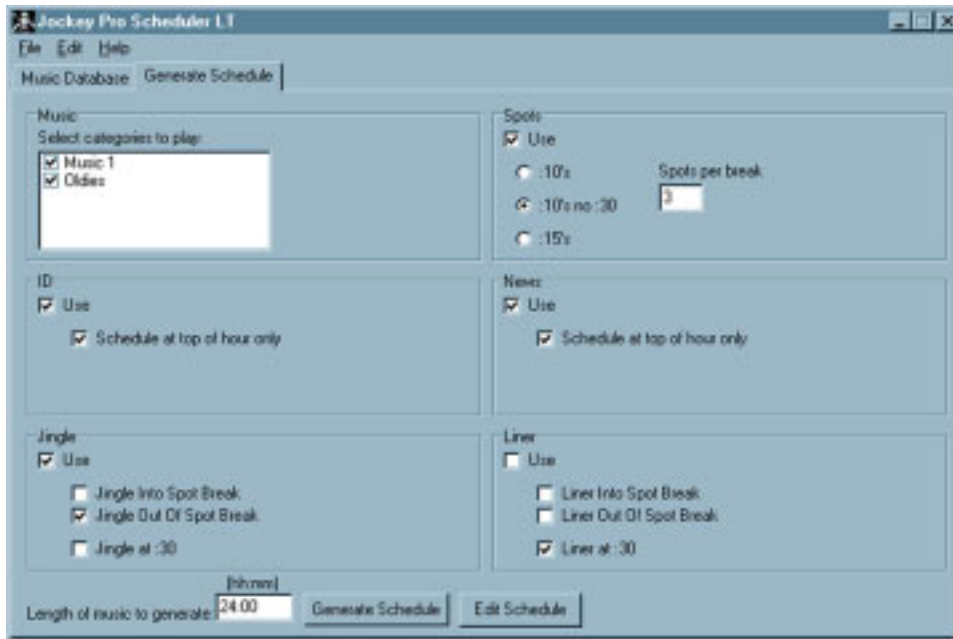 Jockey Pro Scheduler LT
File Edit Help
Music Database Generate Schedule
Music
Select categories to play:
Music 1
Oldies
Spots
Use
:10's
:10's no :30
:15's
Spots per break
3
ID
Use
Schedule at top of hour only
News
Use
Schedule at top of hour only
Jingle
Use
Jingle Into Spot Break
Jingle Out Of Spot Break
Jingle at :30
Liner
Use
Liner Into Spot Break
Liner Out Of Spot Break
Liner at :30
(hh:mm)
Length of music to generate: 24:00 Generate Schedule Edit Schedule